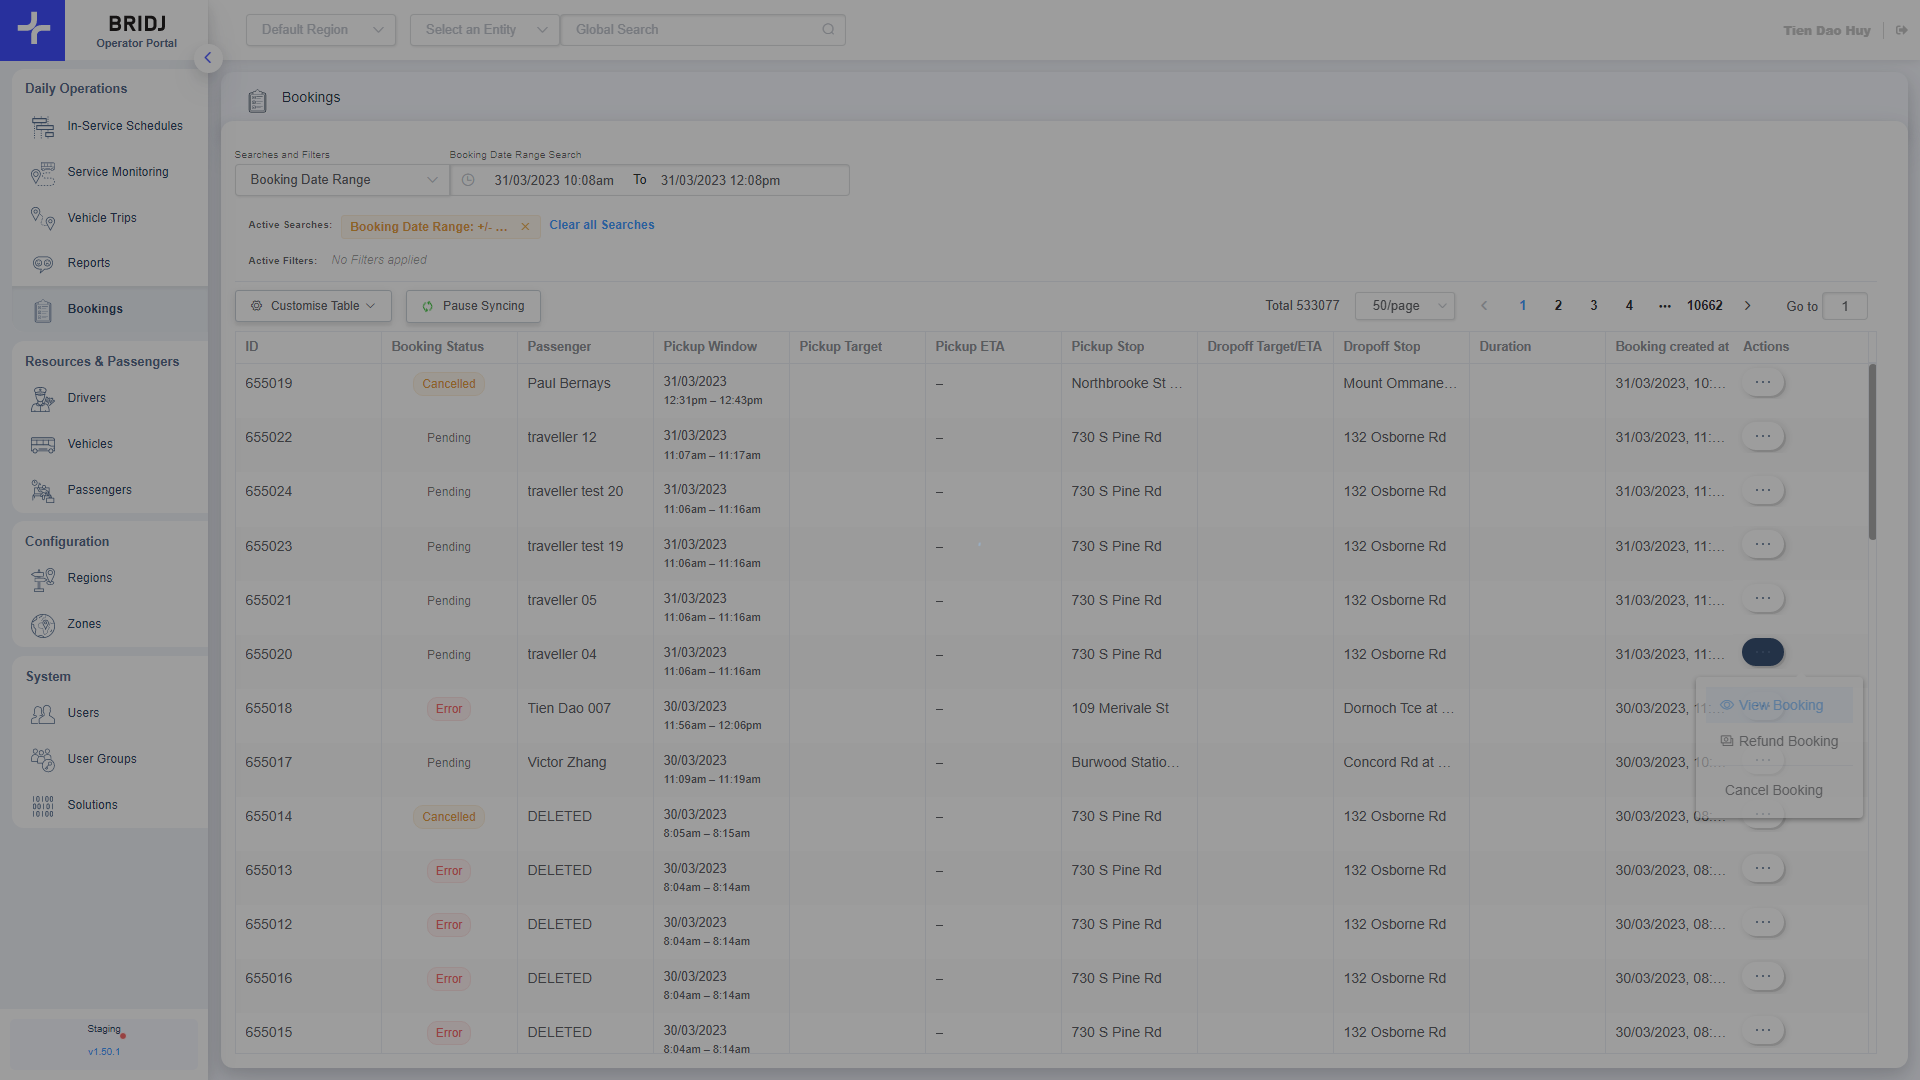 BRIDJ
Operator Portal
Default Region
Select an Entity
Global Search
Tien Dao Huy
Daily Operations
In-Service Schedules
Service Monitoring
Vehicle Trips
Reports
Bookings
Resources & Passengers
Drivers
Vehicles
Passengers
Configuration
Regions
Zones
System
Users
User Groups
Solutions
Staging
v1.50.1
Bookings
Searches and Filters Booking Date Range Search
Booking Date Range 31/03/2023 10:08am To 31/03/2023 12:08pm
Active Searches: Booking Date Range: +/- ... × Clear all Searches
Active Filters: No Filters applied
Customise Table Pause Syncing Total 533077 50/page 1 2 3 4 ... 10662 Go to 1
ID Booking Status Passenger Pickup Window Pickup Target Pickup ETA Pickup Stop Dropoff Target/ETA Dropoff Stop Duration Booking created at Actions
655019 Cancelled Paul Bernays 31/03/2023 – Northbrooke St ... Mount Ommane... 31/03/2023, 10:... ...
12:31pm – 12:43pm
655022 Pending traveller 12 31/03/2023 – 730 S Pine Rd 132 Osborne Rd 31/03/2023, 11:... ...
11:07am – 11:17am
655024 Pending traveller test 20 31/03/2023 – 730 S Pine Rd 132 Osborne Rd 31/03/2023, 11:... ...
11:06am – 11:16am
655023 Pending traveller test 19 31/03/2023 – 730 S Pine Rd 132 Osborne Rd 31/03/2023, 11:... ...
11:06am – 11:16am
655021 Pending traveller 05 31/03/2023 – 730 S Pine Rd 132 Osborne Rd 31/03/2023, 11:... ...
11:06am – 11:16am
655020 Pending traveller 04 31/03/2023 – 730 S Pine Rd 132 Osborne Rd 31/03/2023, 11:... ...
11:06am – 11:16am
655018 Error Tien Dao 007 30/03/2023 – 109 Merivale St Dornoch Tce at ... 30/03/2023,
11:56am – 12:06pm
View Booking
Refund Booking
Cancel Booking
655017 Pending Victor Zhang 30/03/2023 – Burwood Statio... Concord Rd at ... 30/03/2023, 10:...
11:09am – 11:19am
655014 Cancelled DELETED 30/03/2023 – 730 S Pine Rd 132 Osborne Rd 30/03/2023, 08:...
8:05am – 8:15am
655013 Error DELETED 30/03/2023 – 730 S Pine Rd 132 Osborne Rd 30/03/2023, 08:... ...
8:04am – 8:14am
655012 Error DELETED 30/03/2023 – 730 S Pine Rd 132 Osborne Rd 30/03/2023, 08:... ...
8:04am – 8:14am
655016 Error DELETED 30/03/2023 – 730 S Pine Rd 132 Osborne Rd 30/03/2023, 08:... ...
8:04am – 8:14am
655015 Error DELETED 30/03/2023 – 730 S Pine Rd 132 Osborne Rd 30/03/2023, 08:... ...
8:04am – 8:14am